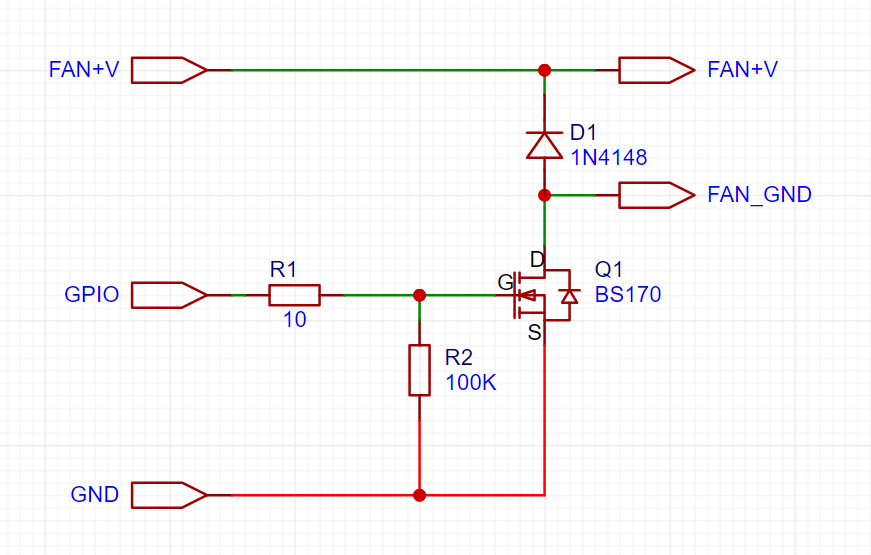 FAN+V
FAN+V
D1
1N4148
FAN_GND
D
G
Q1
BS170
S
GPIO
R1
10
R2
100K
GND